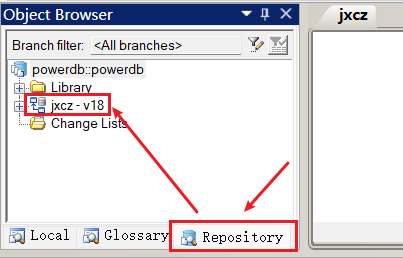 Object Browser
jxcz
Branch filter: <All branches>
powerdb::powerdb
Library
jxcz - v18
Change Lists
Local Glossary Repository